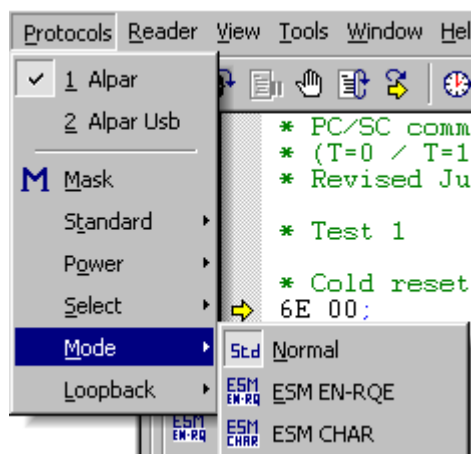 Protocols Reader View Tools Window Hel
1 Alpar
2 Alpar Usb
M Mask
Standard
Power
Select
Mode
Loopback
* PC/SC comm
* (T=0 / T=1
* Revised Ju
* Test 1
* Cold reset
6E 00;
Std Normal
ESM EN-RQ ESM EN-RQE
ESM CHAR ESM CHAR
ESM EN-RQ